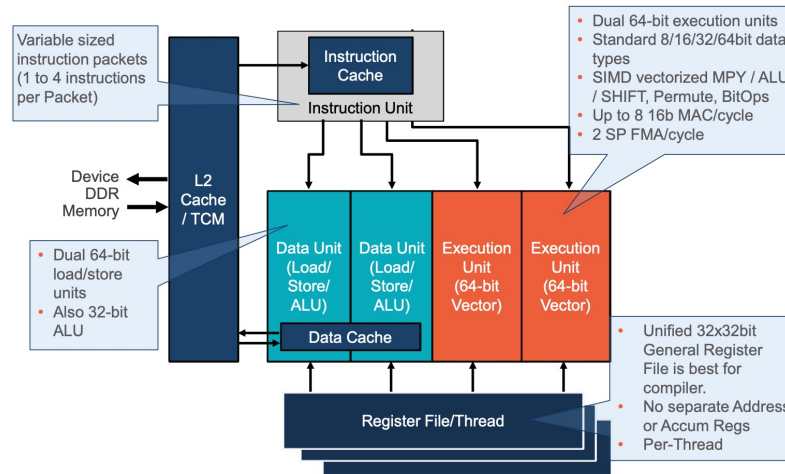 Variable sized
instruction packets
(1 to 4 instructions
per Packet)
Instruction
Cache
Instruction Unit
• Dual 64-bit execution units
• Standard 8/16/32/64bit data
types
• SIMD vectorized MPY / ALU
/ SHIFT, Permute, BitOps
• Up to 8 16b MAC/cycle
• 2 SP FMA/cycle
Device
DDR
Memory
L2
Cache
/ TCM
• Dual 64-bit
load/store
units
• Also 32-bit
ALU
Data Unit
(Load/
Store/
ALU)
Data Unit
(Load/
Store/
ALU)
Execution
Unit
(64-bit
Vector)
Execution
Unit
(64-bit
Vector)
Data Cache
Register File/Thread
• Unified 32x32bit
General Register
File is best for
compiler.
• No separate Address
or Accum Regs
• Per-Thread